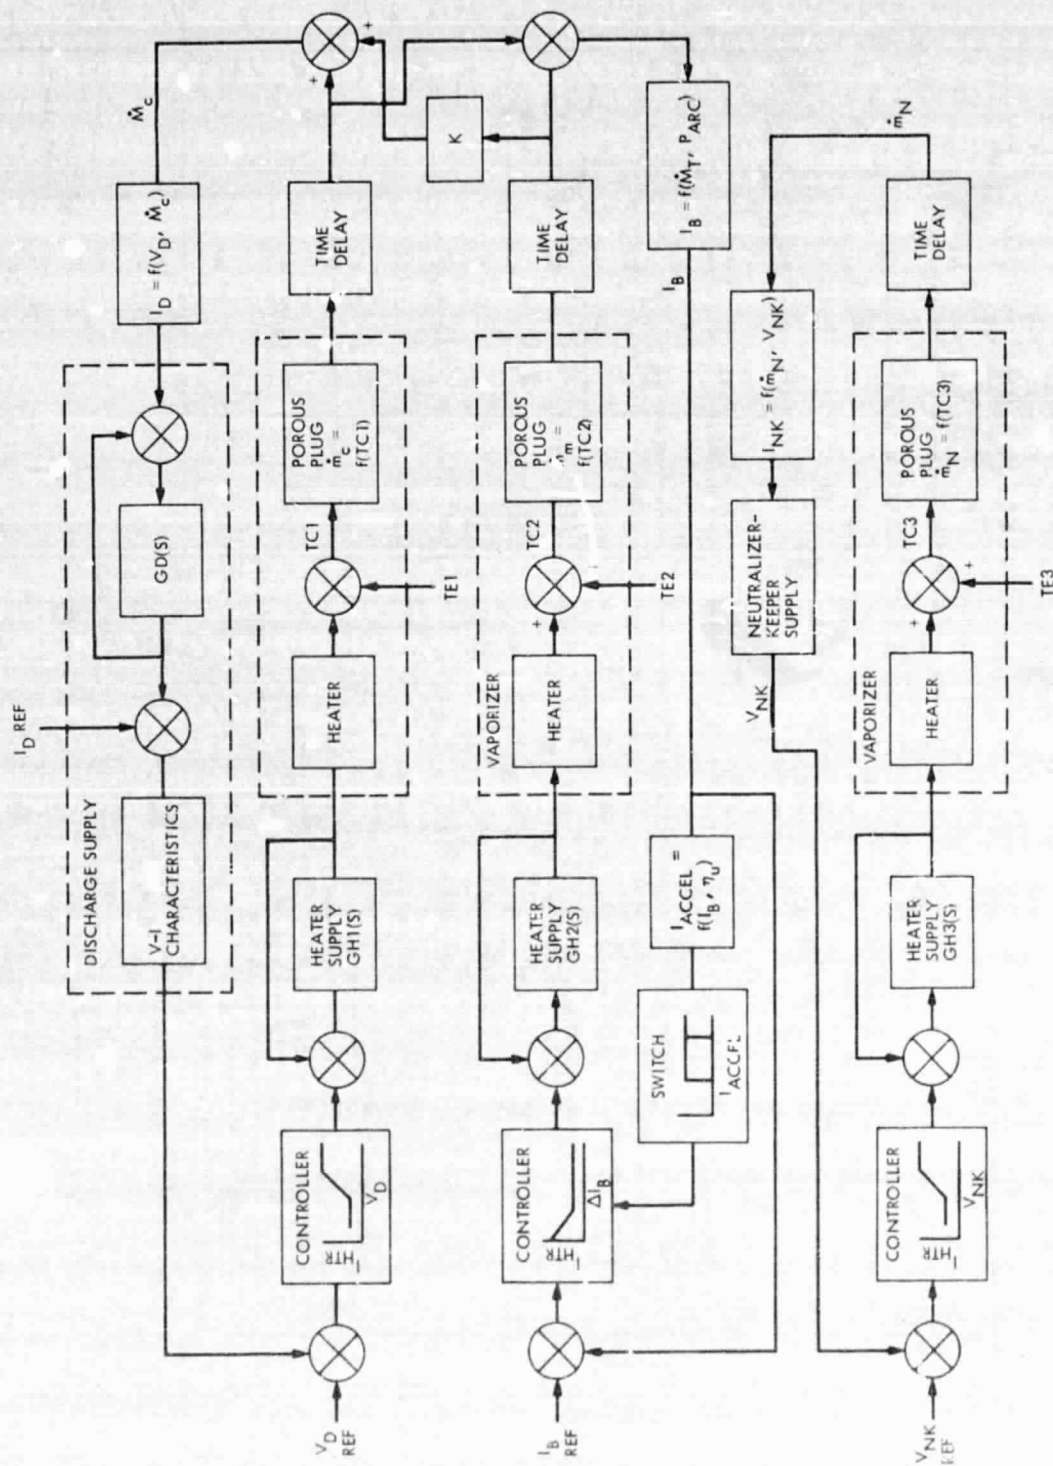 I_D REF
DISCHARGE SUPPLY
V-I
CHARACTERISTICS
GD(S)
I_D = f(V_D, Ṁ_c)
Ṁ_c
V_D
REF
CONTROLLER
I_HTR
V_D
HEATER
SUPPLY
GH1(S)
HEATER
TE1
TC1
POROUS
PLUG
ṁ_c =
f(TC1)
TIME
DELAY
+
+
K
I_B
REF
CONTROLLER
I_HTR
ΔI_B
HEATER
SUPPLY
GH2(S)
VAPORIZER
HEATER
+
TE2
TC2
POROUS
PLUG
ṁ_m =
f(TC2)
TIME
DELAY
SWITCH
I_ACCEL
I_ACCEL =
f(I_B, η_u)
I_B
I_B = f(Ṁ_T, P_ARC)
V_NK
NEUTRALIZER-
KEEPER
SUPPLY
I_NK = f(ṁ_N, V_NK)
ṁ_N
V_NK
REF
CONTROLLER
I_HTR
V_NK
HEATER
SUPPLY
GH3(S)
VAPORIZER
HEATER
+
+
TE3
TC3
POROUS
PLUG
ṁ_N = f(TC3)
TIME
DELAY